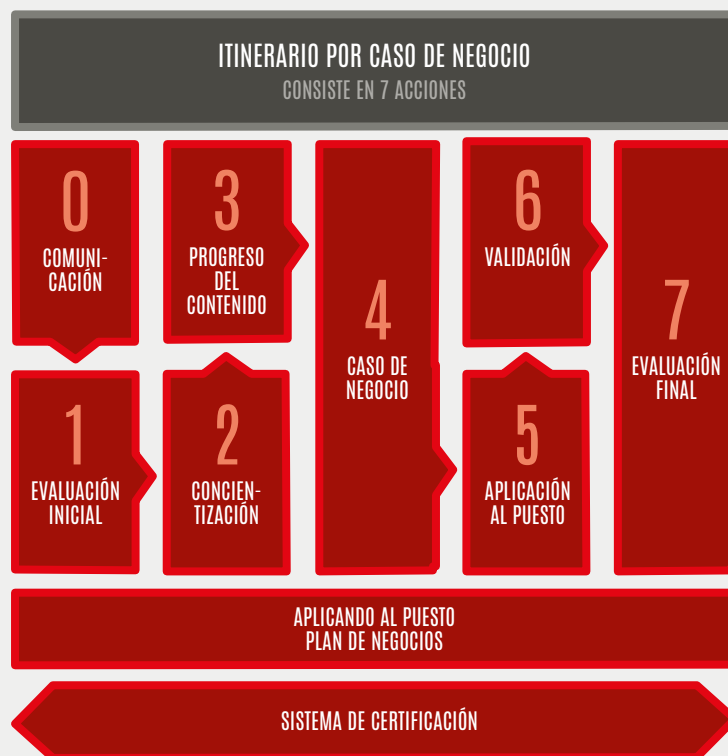 ITINERARIO POR CASO DE NEGOCIO
CONSISTE EN 7 ACCIONES
0
COMUNI-
CACIÓN
1
EVALUACIÓN
INICIAL
2
CONCIEN-
TIZACIÓN
3
PROGRESO
DEL
CONTENIDO
4
CASO DE
NEGOCIO
5
APLICACIÓN
AL PUESTO
6
VALIDACIÓN
7
EVALUACIÓN
FINAL
APLICANDO AL PUESTO
PLAN DE NEGOCIOS
SISTEMA DE CERTIFICACIÓN